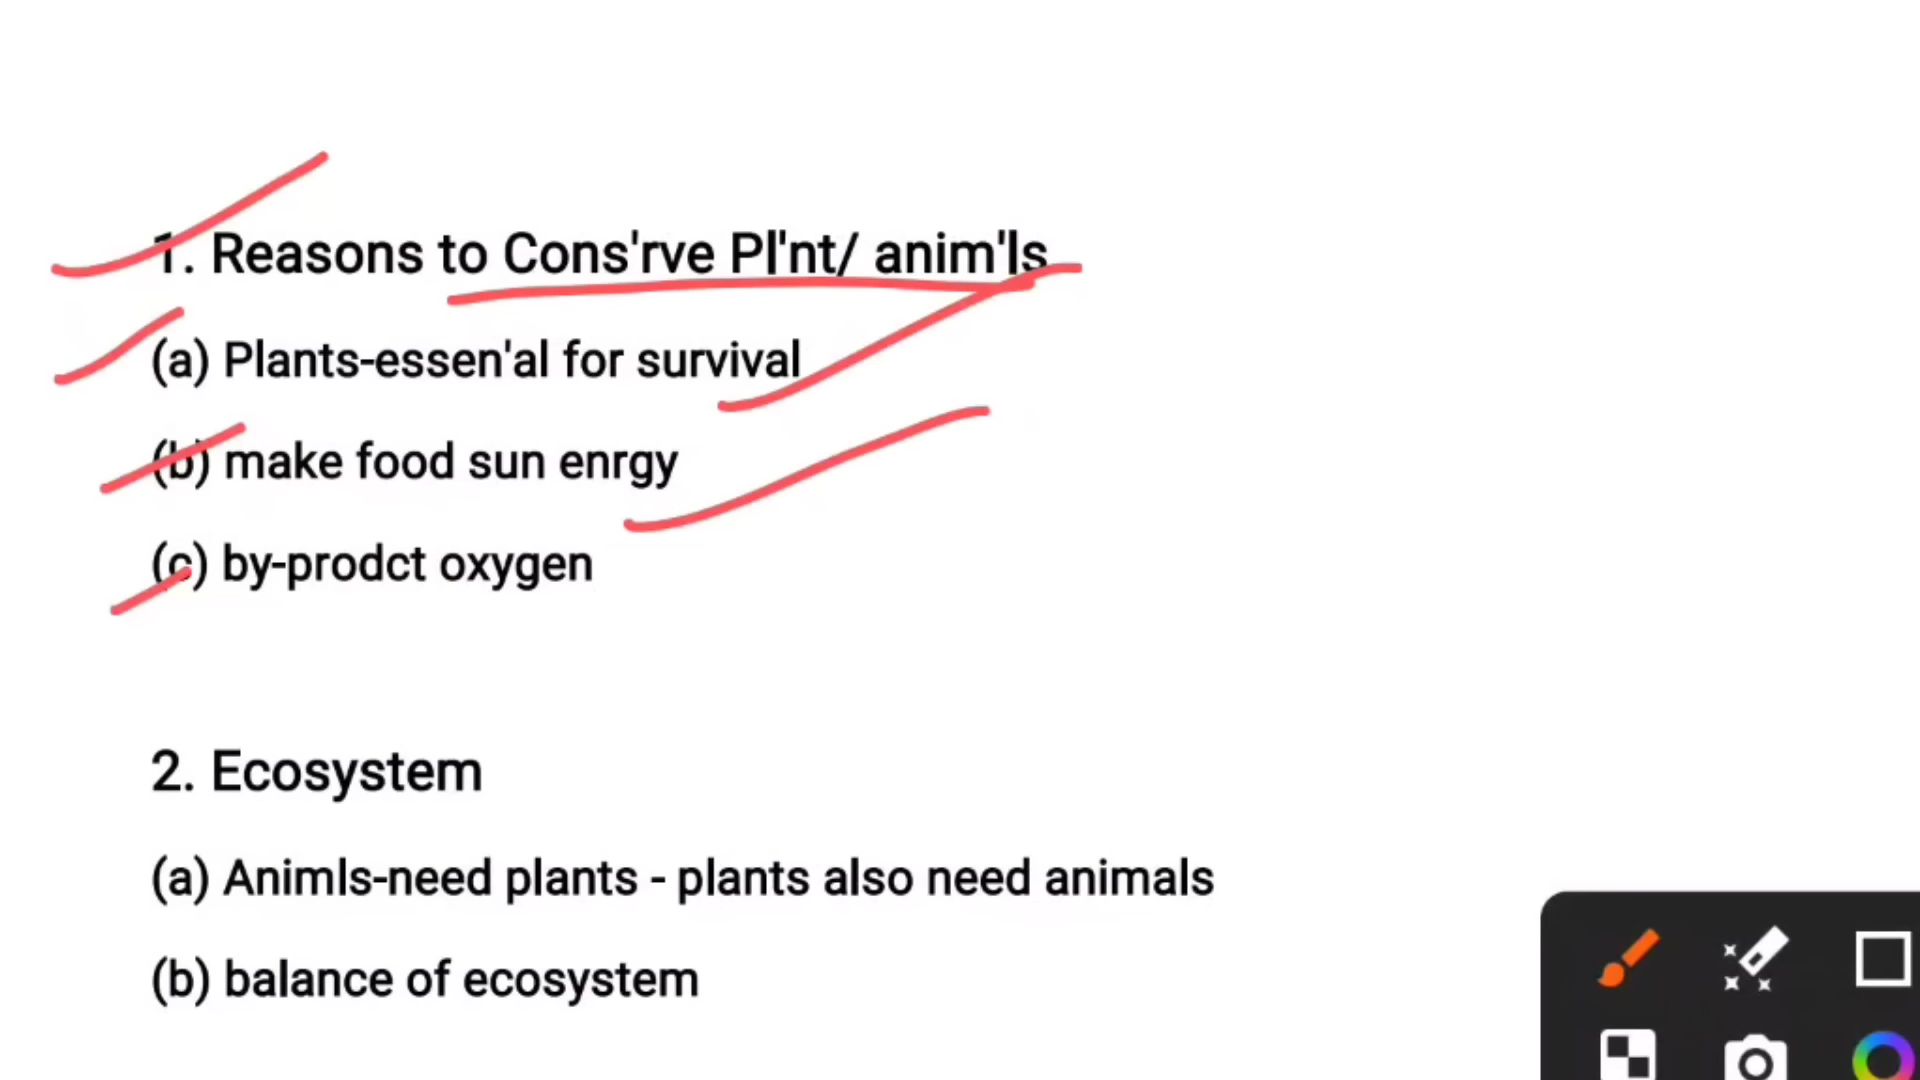 1. Reasons to Cons'rve Pl'nt/ anim'ls
(a) Plants-essen'al for survival
(b) make food sun enrgy
(c) by-prodct oxygen
2. Ecosystem
(a) Animls-need plants - plants also need animals
(b) balance of ecosystem